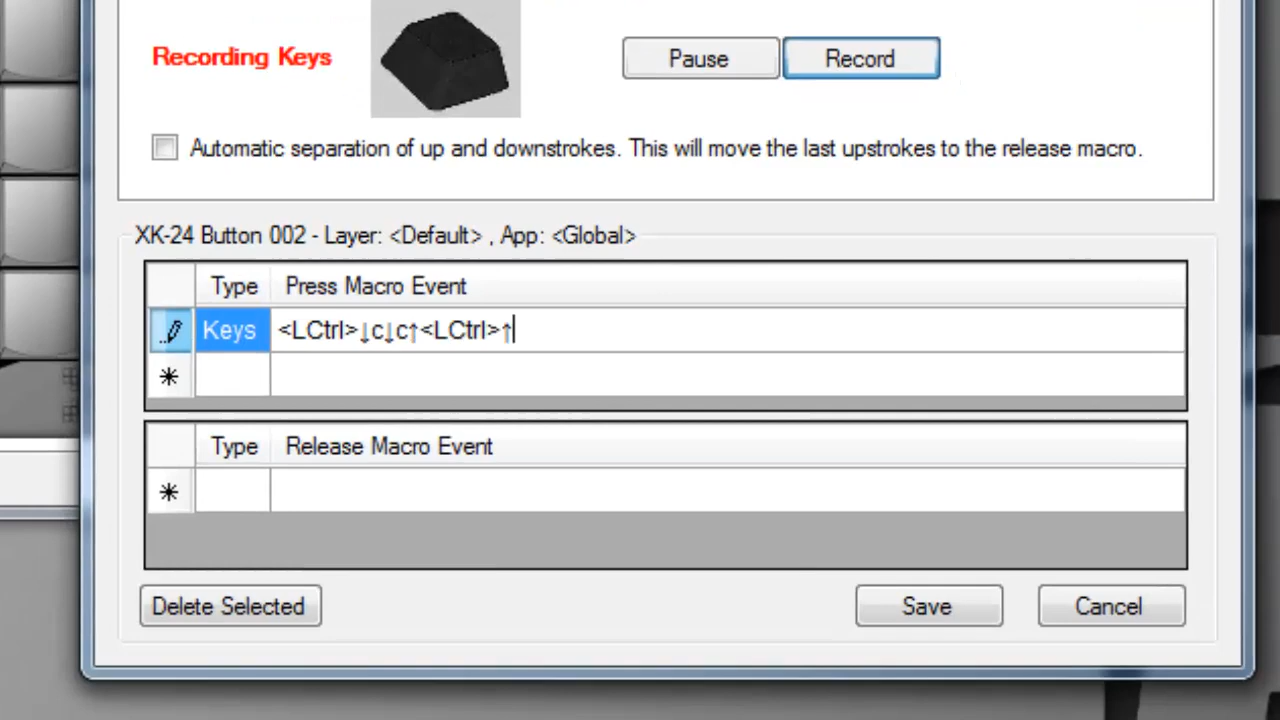 Recording Keys
Pause
Record
Automatic separation of up and downstrokes. This will move the last upstrokes to the release macro.
XK-24 Button 002 - Layer: <Default> , App: <Global>
Type Press Macro Event
Keys <LCtrl>↓c↓c↑<LCtrl>↑
Type Release Macro Event
Delete Selected
Save
Cancel